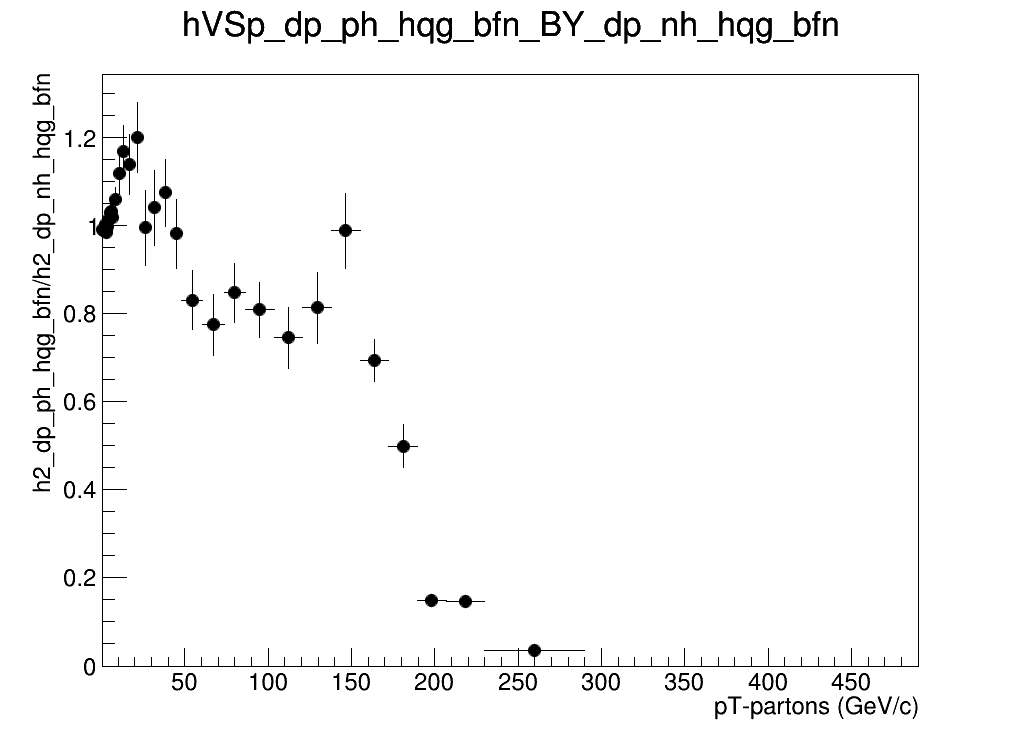 hVSp_dp_ph_hqg_bfn_BY_dp_nh_hqg_bfn
h2_dp_ph_hqg_bfn/h2_dp_nh_hqg_bfn
1.2
1
0.8
0.6
0.4
0.2
0
50 100 150 200 250 300 350 400 450
pT-partons (GeV/c)